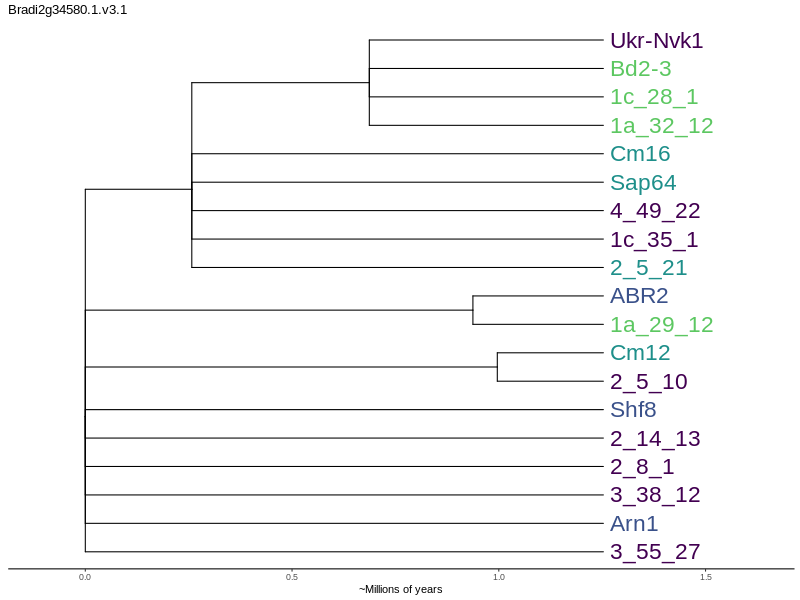 Bradi2g34580.1.v3.1
Ukr-Nvk1
Bd2-3
1c_28_1
1a_32_12
Cm16
Sap64
4_49_22
1c_35_1
2_5_21
ABR2
1a_29_12
Cm12
2_5_10
Shf8
2_14_13
2_8_1
3_38_12
Arn1
3_55_27
0.0 0.5 1.0 1.5
~Millions of years